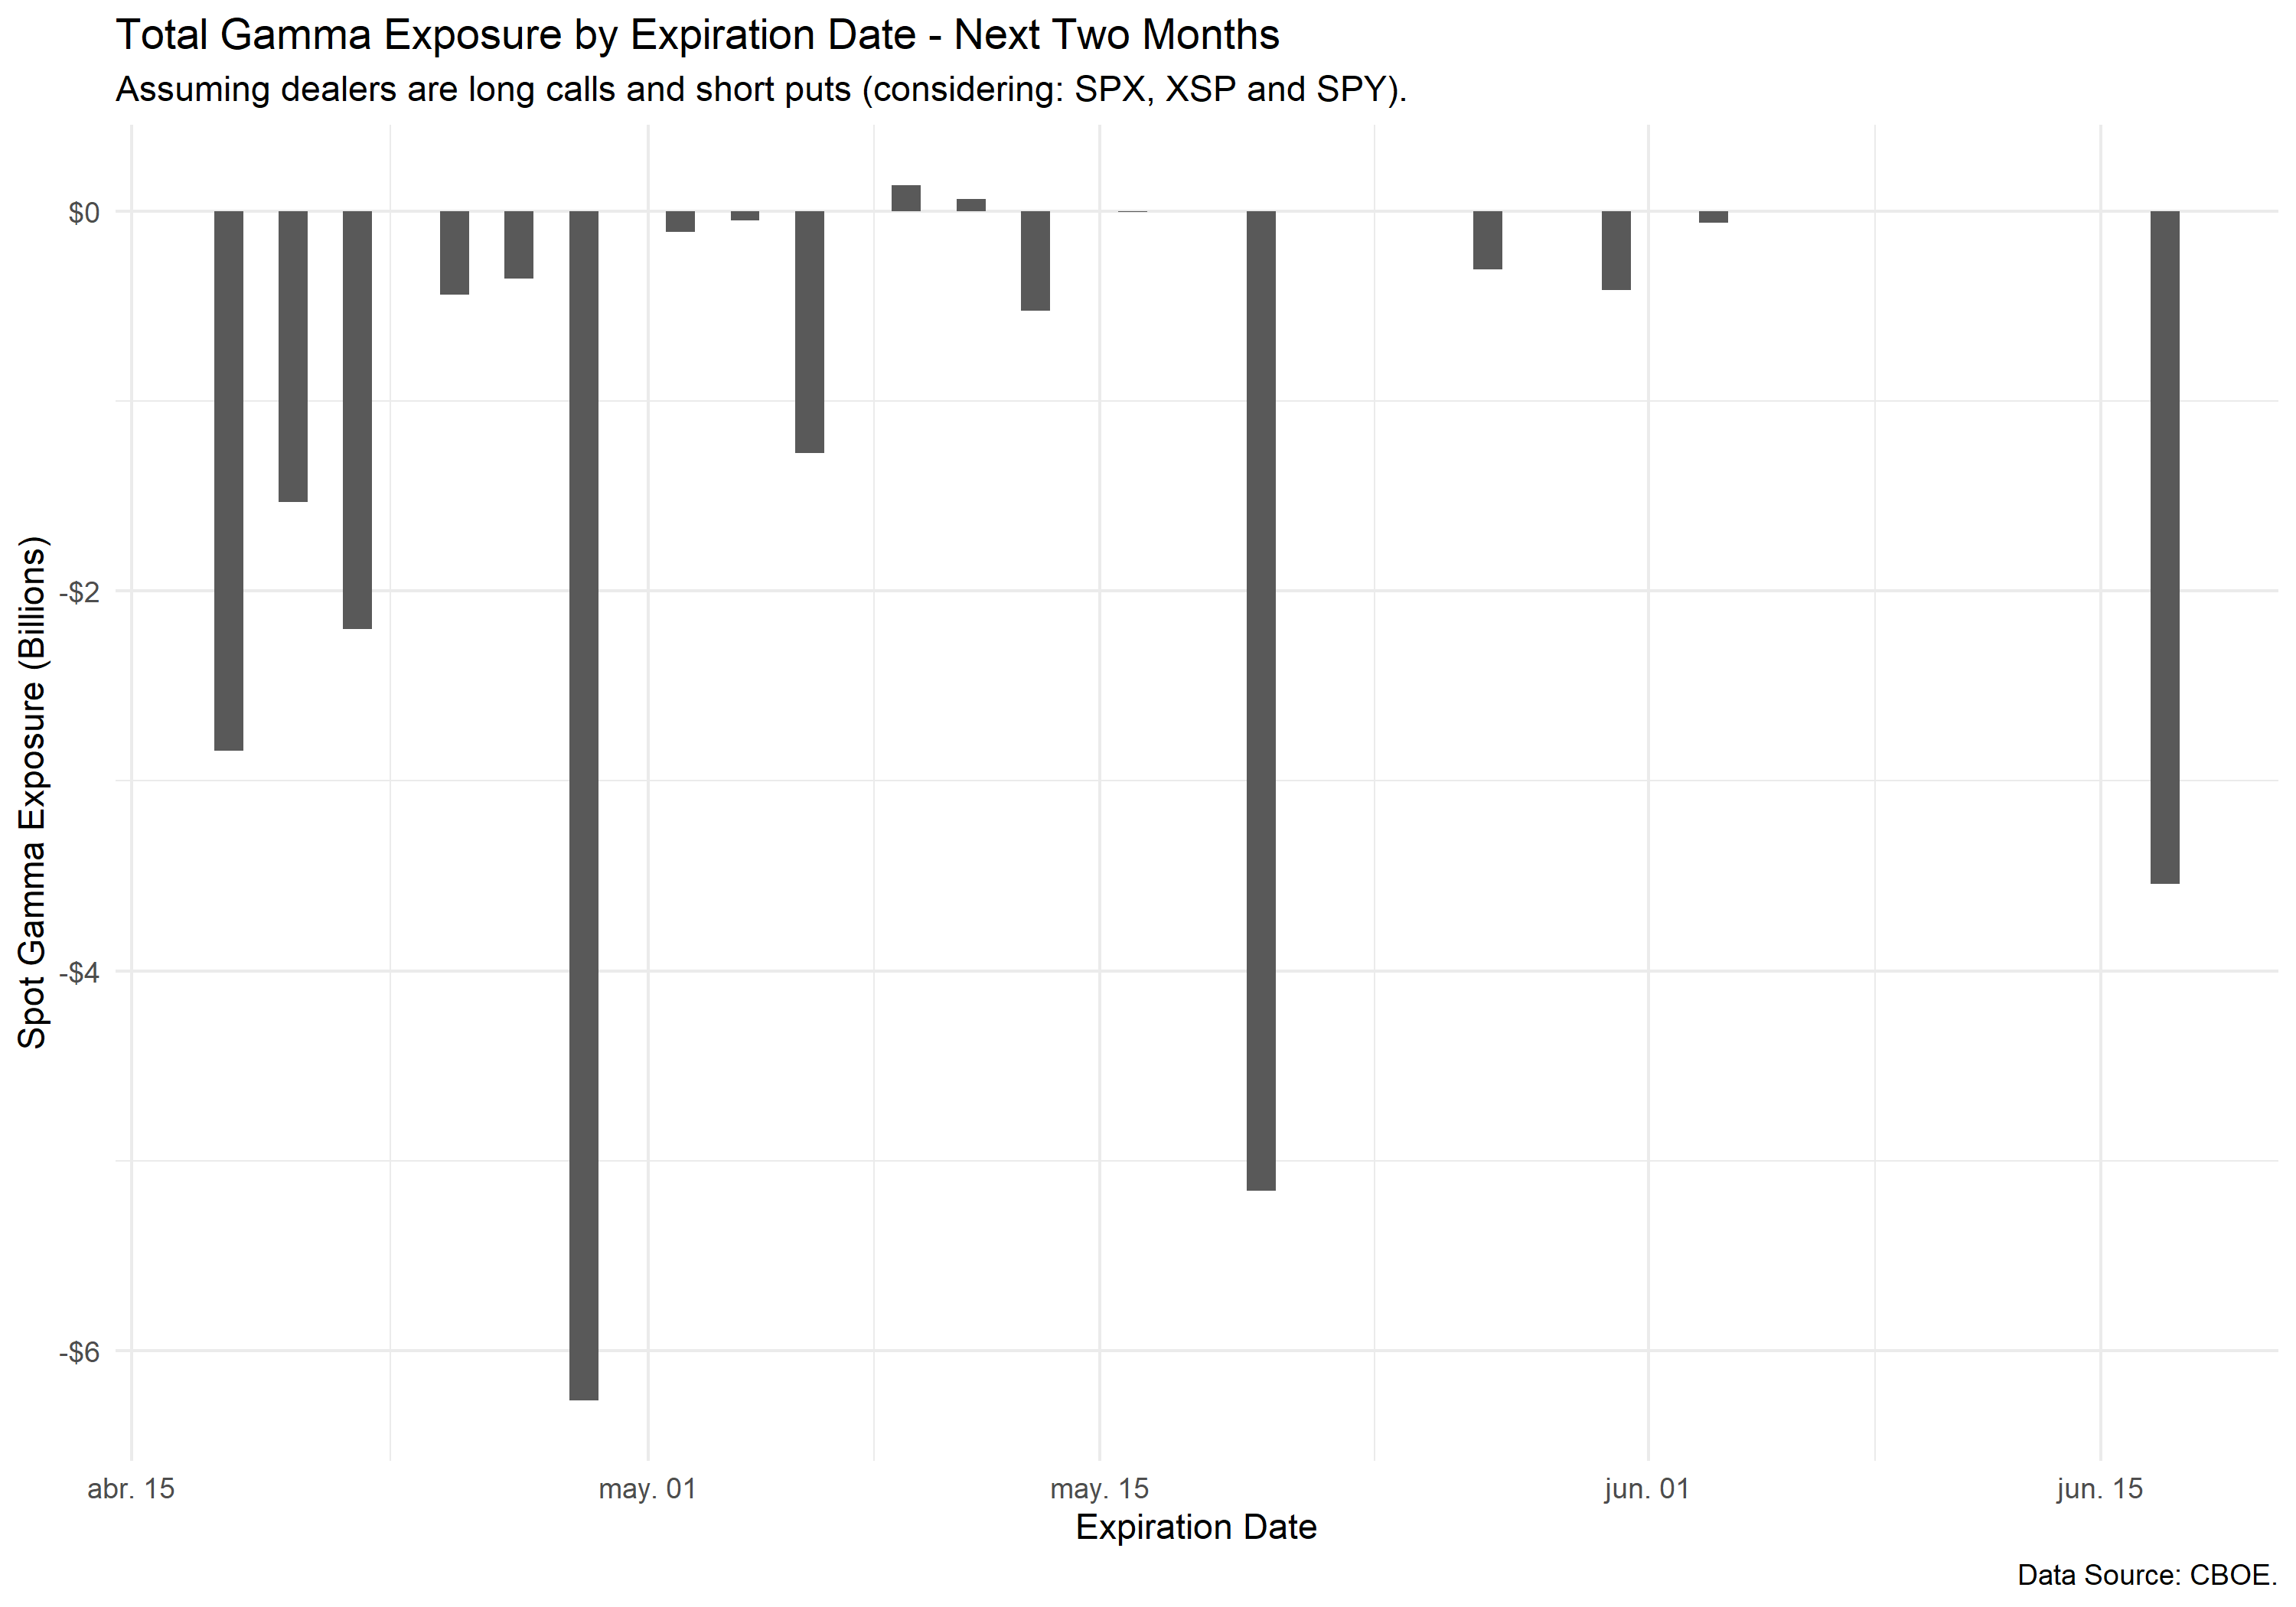 Total Gamma Exposure by Expiration Date - Next Two Months
Assuming dealers are long calls and short puts (considering: SPX, XSP and SPY).
Spot Gamma Exposure (Billions)
$0
-$2
-$4
-$6
abr. 15
may. 01
may. 15
jun. 01
jun. 15
Expiration Date
Data Source: CBOE.